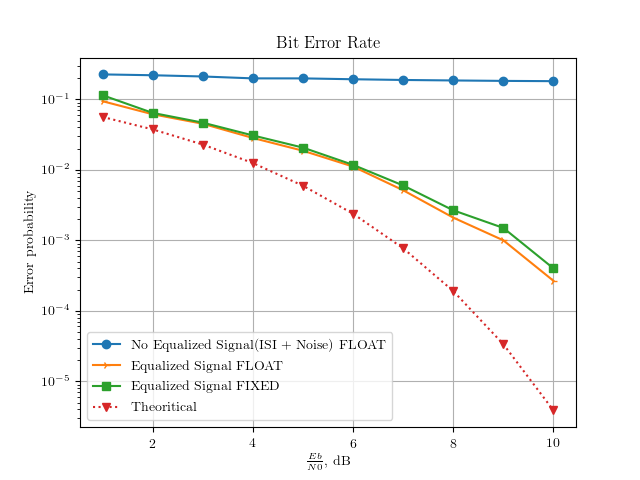 Bit Error Rate
Error probability
10^{-1}
10^{-2}
10^{-3}
10^{-4}
10^{-5}
No Equalized Signal(ISI + Noise) FLOAT
Equalized Signal FLOAT
Equalized Signal FIXED
Theoritical
2 4 6 8 10
\frac{Eb}{N0}, dB